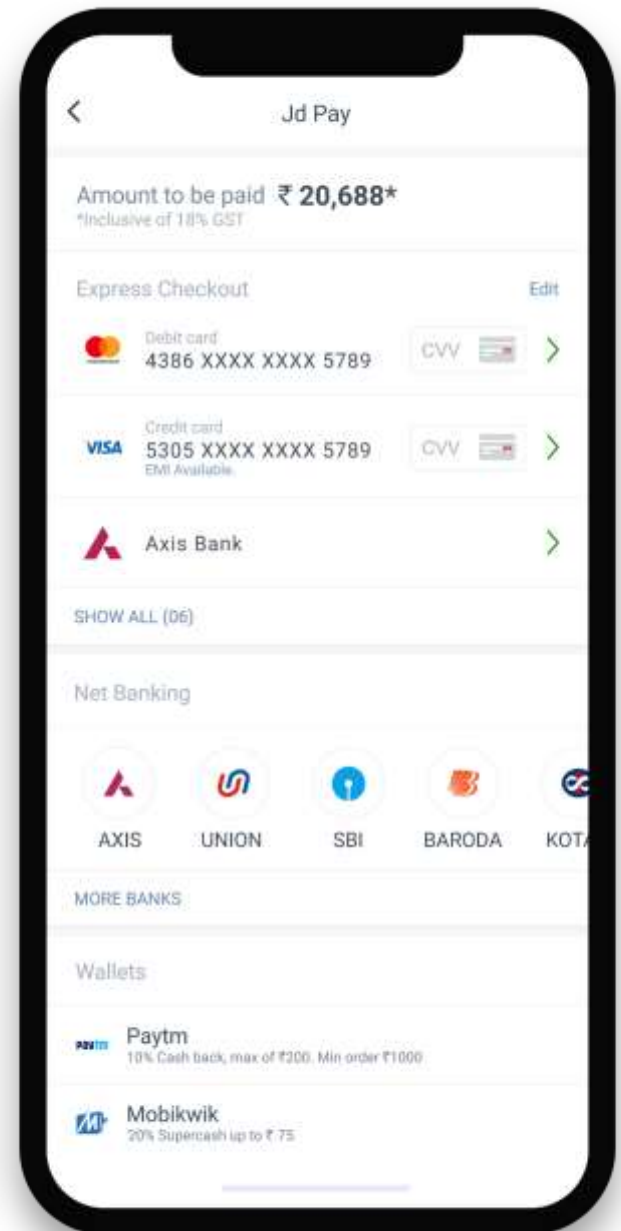 Jd Pay
Amount to be paid ₹ 20,688*
*Inclusive of 18% GST
Express Checkout Edit
Debit card
4386 XXXX XXXX 5789 CVV
VISA
Credit card
5305 XXXX XXXX 5789 CVV
EMI Available.
Axis Bank
SHOW ALL (06)
Net Banking
AXIS UNION SBI BARODA KOTA
MORE BANKS
Wallets
Paytm Paytm
10% Cash back, max of ₹200. Min order ₹1000
Mobikwik
20% Supercash up to ₹ 75